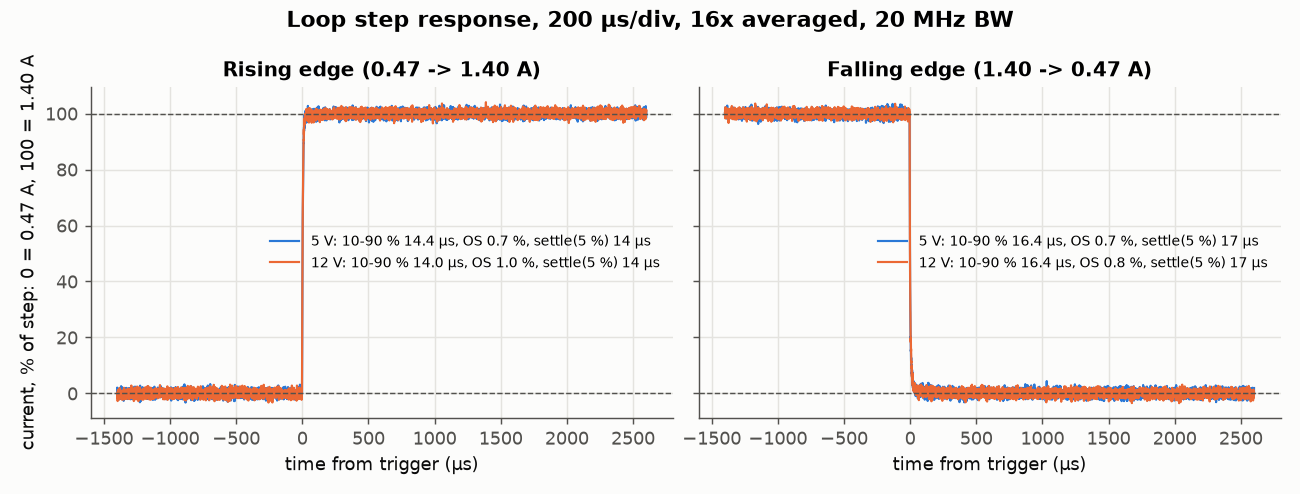 Loop step response, 200 µs/div, 16x averaged, 20 MHz BW
Rising edge (0.47 -> 1.40 A)
current, % of step: 0 = 0.47 A, 100 = 1.40 A
100
80
60
40
20
0
5 V: 10-90 % 14.4 µs, OS 0.7 %, settle(5 %) 14 µs
12 V: 10-90 % 14.0 µs, OS 1.0 %, settle(5 %) 14 µs
−1500 −1000 −500 0 500 1000 1500 2000 2500
time from trigger (µs)
Falling edge (1.40 -> 0.47 A)
5 V: 10-90 % 16.4 µs, OS 0.7 %, settle(5 %) 17 µs
12 V: 10-90 % 16.4 µs, OS 0.8 %, settle(5 %) 17 µs
−1500 −1000 −500 0 500 1000 1500 2000 2500
time from trigger (µs)